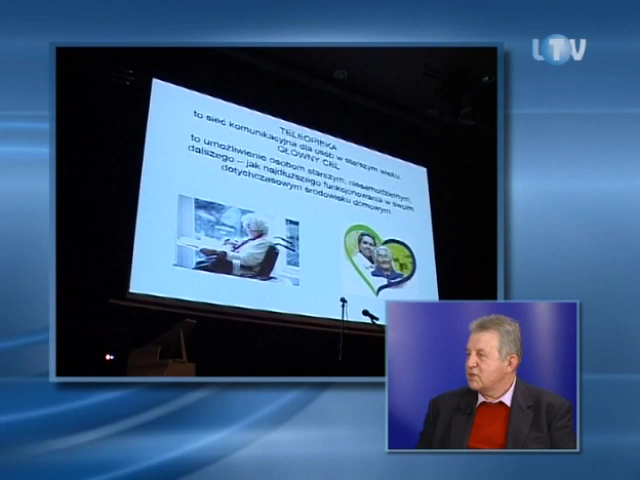 LTV
TELEOPIEKA
to sieć komunikacyjna dla osób w starszym wieku.
GŁÓWNY CEL
to umożliwienie osobom starszym, niesamodzielnym,
dalszego – jak najdłuższego funkcjonowania w swoim
dotychczasowym środowisku domowym.